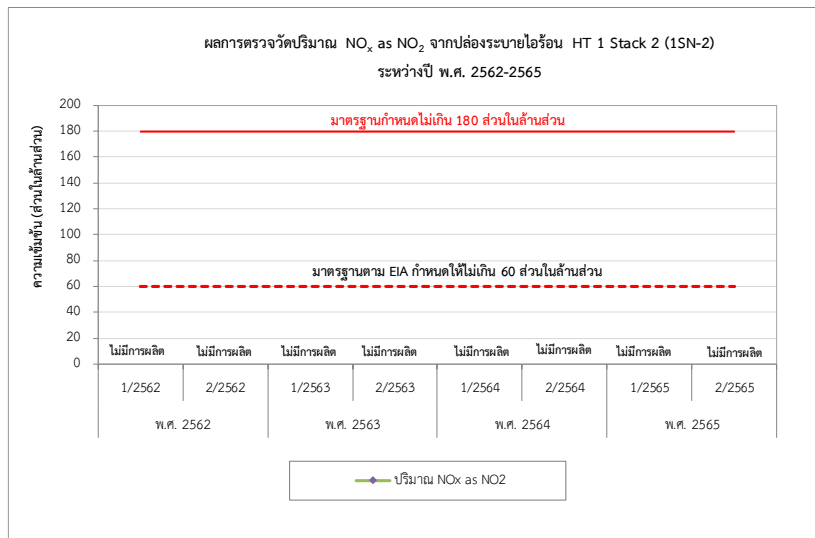 ผลการตรวจวัดปริมาณ NOx as NO2 จากปล่องระบายไอร้อน HT 1 Stack 2 (1SN-2)
ระหว่างปี พ.ศ. 2562-2565
ความเข้มข้น (ส่วนในล้านส่วน)
200
180
160
140
120
100
80
60
40
20
0
มาตรฐานกำหนดไม่เกิน 180 ส่วนในล้านส่วน
มาตรฐานตาม EIA กำหนดให้ไม่เกิน 60 ส่วนในล้านส่วน
ไม่มีการผลิต ไม่มีการผลิต ไม่มีการผลิต ไม่มีการผลิต ไม่มีการผลิต ไม่มีการผลิต ไม่มีการผลิต ไม่มีการผลิต
1/2562 2/2562 1/2563 2/2563 1/2564 2/2564 1/2565 2/2565
พ.ศ. 2562 พ.ศ. 2563 พ.ศ. 2564 พ.ศ. 2565
ปริมาณ NOx as NO2